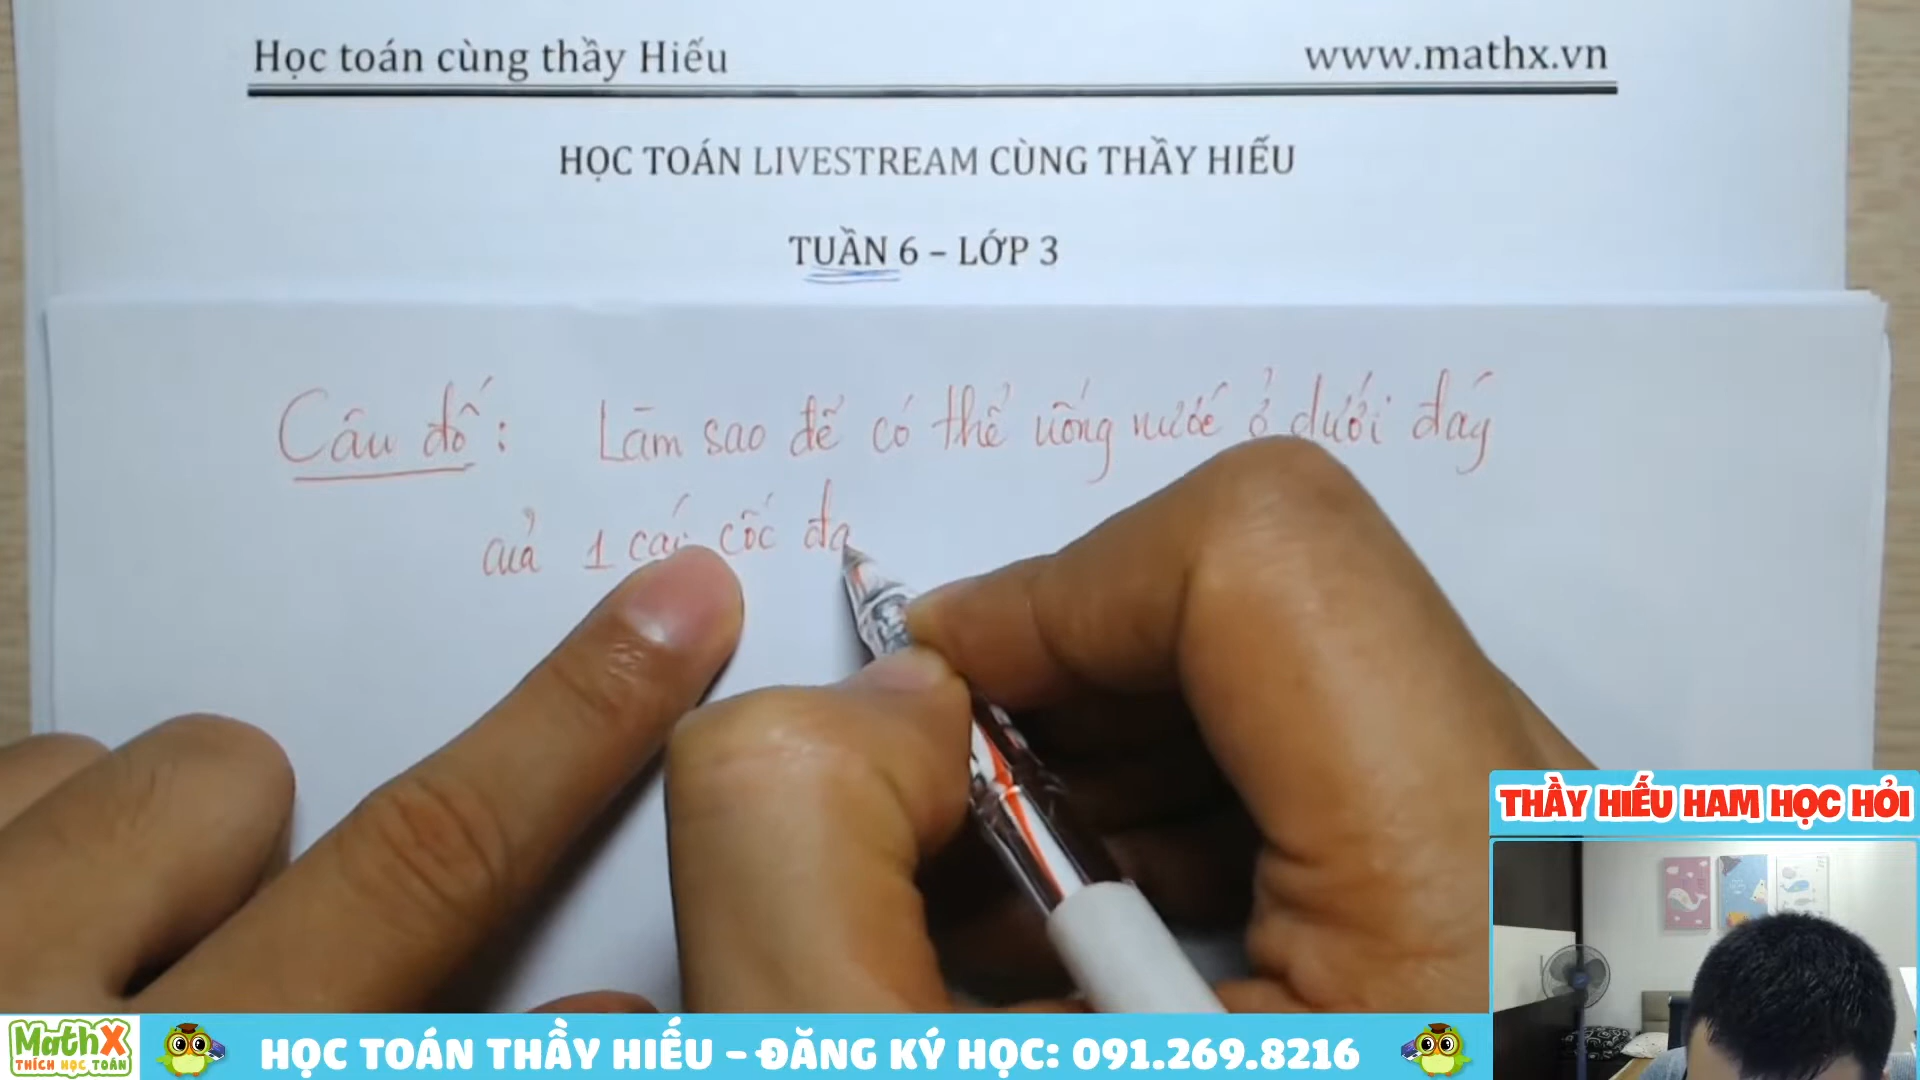 Học toán cùng thầy Hiếu
www.mathx.vn
HỌC TOÁN LIVESTREAM CÙNG THẦY HIẾU
TUẦN 6 – LỚP 3
Câu đố: Làm sao để có thể uống nước ở dưới đáy
của 1 cái cốc đa
THẦY HIẾU HAM HỌC HỎI
MathX
THÍCH HỌC TOÁN
HỌC TOÁN THẦY HIẾU - ĐĂNG KÝ HỌC: 091.269.8216